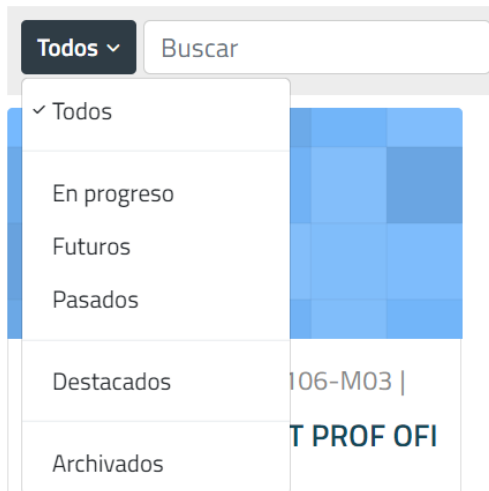 Todos Buscar
Todos
En progreso
Futuros
Pasados
Destacados
106-M03 |
T PROF OFI
Archivados